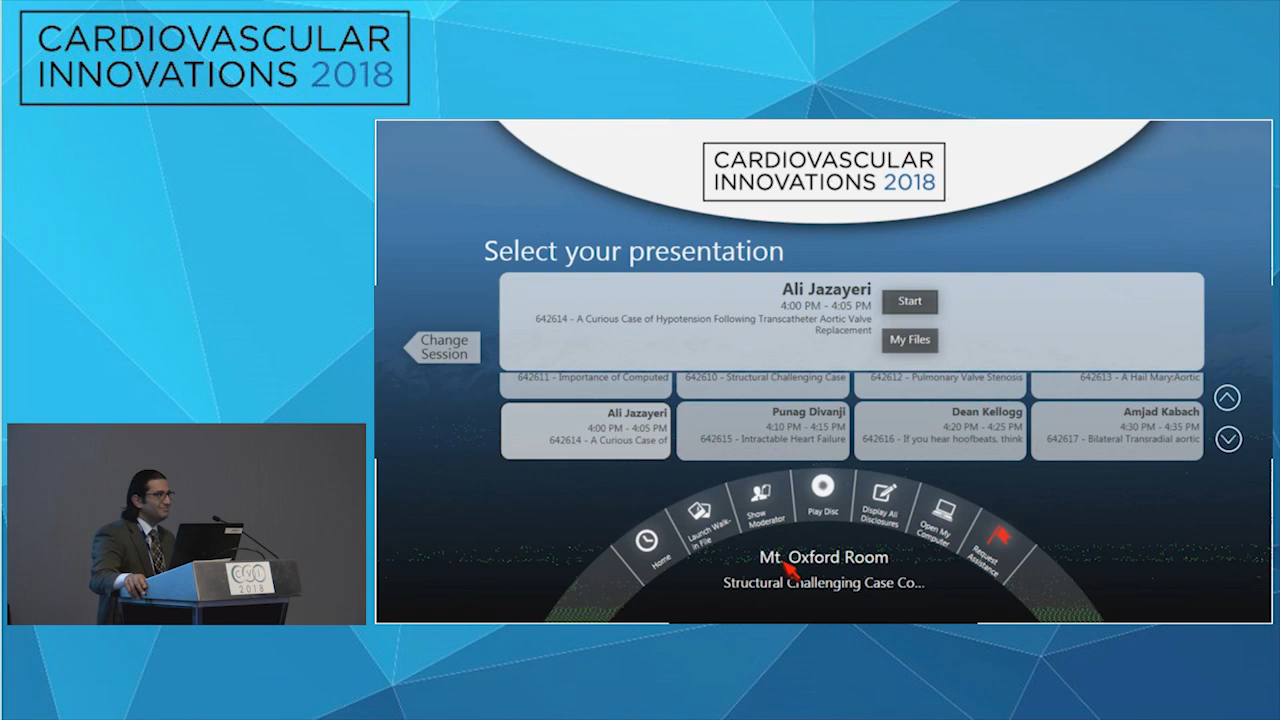 CARDIOVASCULAR
INNOVATIONS 2018
CARDIOVASCULAR
INNOVATIONS 2018
Select your presentation
Ali Jazayeri
4:00 PM - 4:05 PM
642614 - A Curious Case of Hypotension Following Transcatheter Aortic Valve
Replacement
Start
My Files
Change
Session
642611 - Importance of Computed
642610 - Structural Challenging Case
642612 - Pulmonary Valve Stenosis
642613 - A Hail Mary:Aortic
Ali Jazayeri
4:00 PM - 4:05 PM
642614 - A Curious Case of
Punag Divanji
4:10 PM - 4:15 PM
642615 - Intractable Heart Failure
Dean Kellogg
4:20 PM - 4:25 PM
642616 - If you hear hoofbeats, think
Amjad Kabach
4:30 PM - 4:35 PM
642617 - Bilateral Transradial aortic
Home
Launch Walk-
in File
Show
Moderator
Play Disc
Display All
Disclosures
Open My
Computer
Request
Assistance
Mt. Oxford Room
Structural Challenging Case Co...
CVI
2018